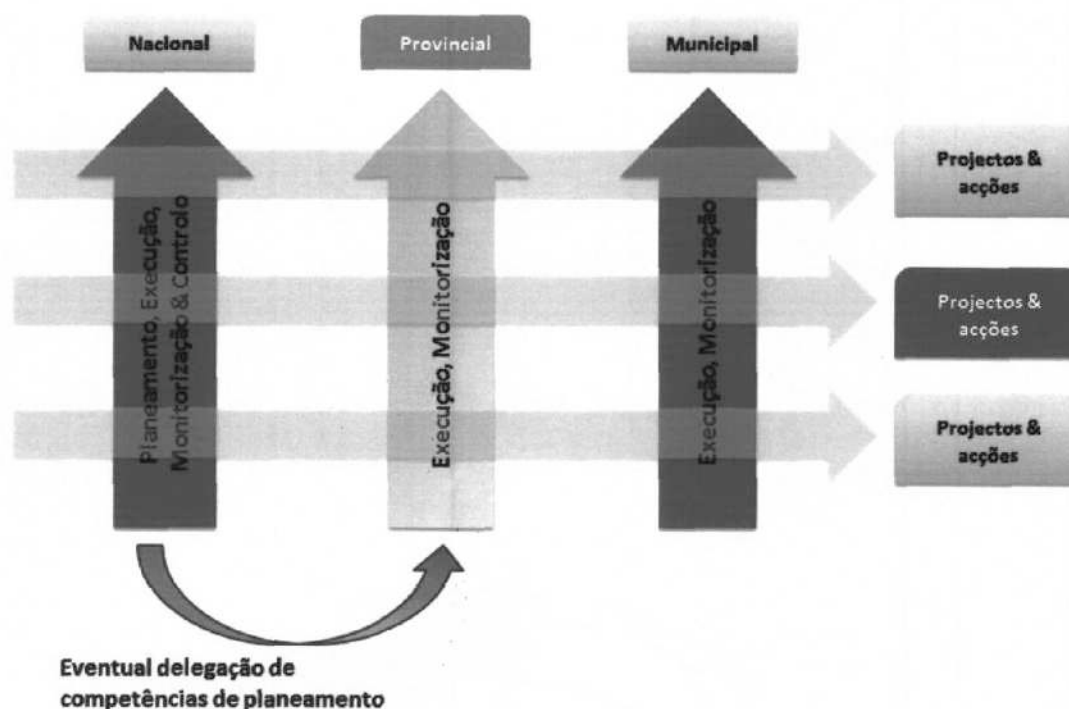 Nacional
Provincial
Municipal
Planeamento, Execução,
Monitorização & Controlo
Execução, Monitorização
Execução, Monitorização
Projectos &
acções
Projectos &
acções
Projectos &
acções
Eventual delegação de
competências de planeamento